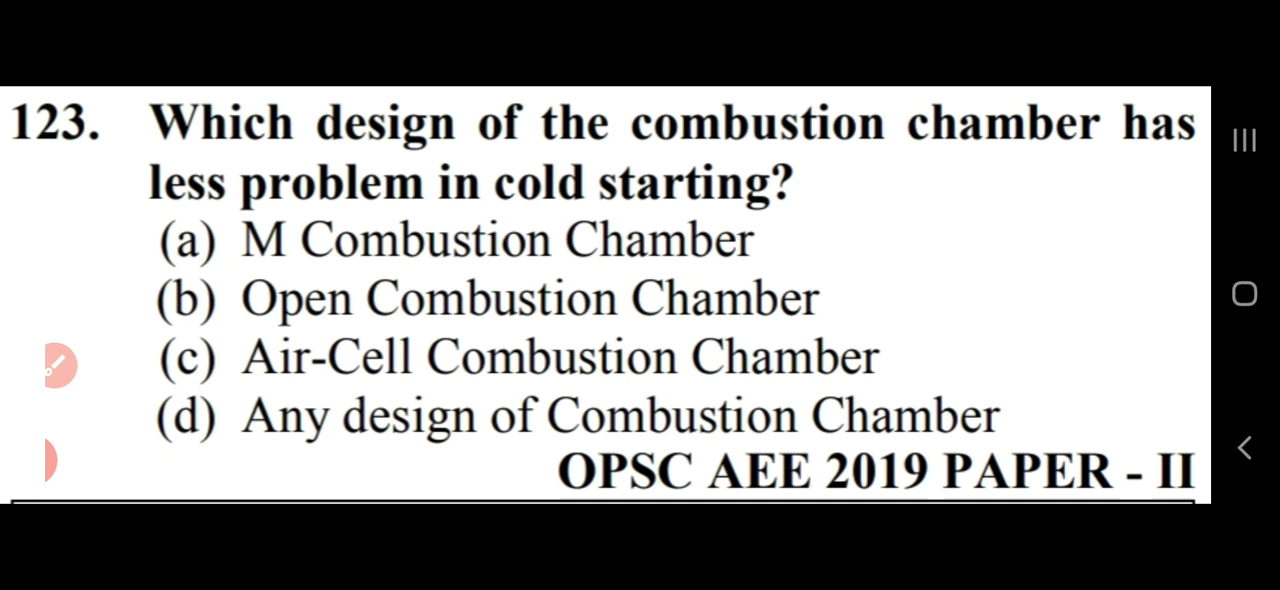 123. Which design of the combustion chamber has
less problem in cold starting?
(a) M Combustion Chamber
(b) Open Combustion Chamber
(c) Air-Cell Combustion Chamber
(d) Any design of Combustion Chamber
OPSC AEE 2019 PAPER - II